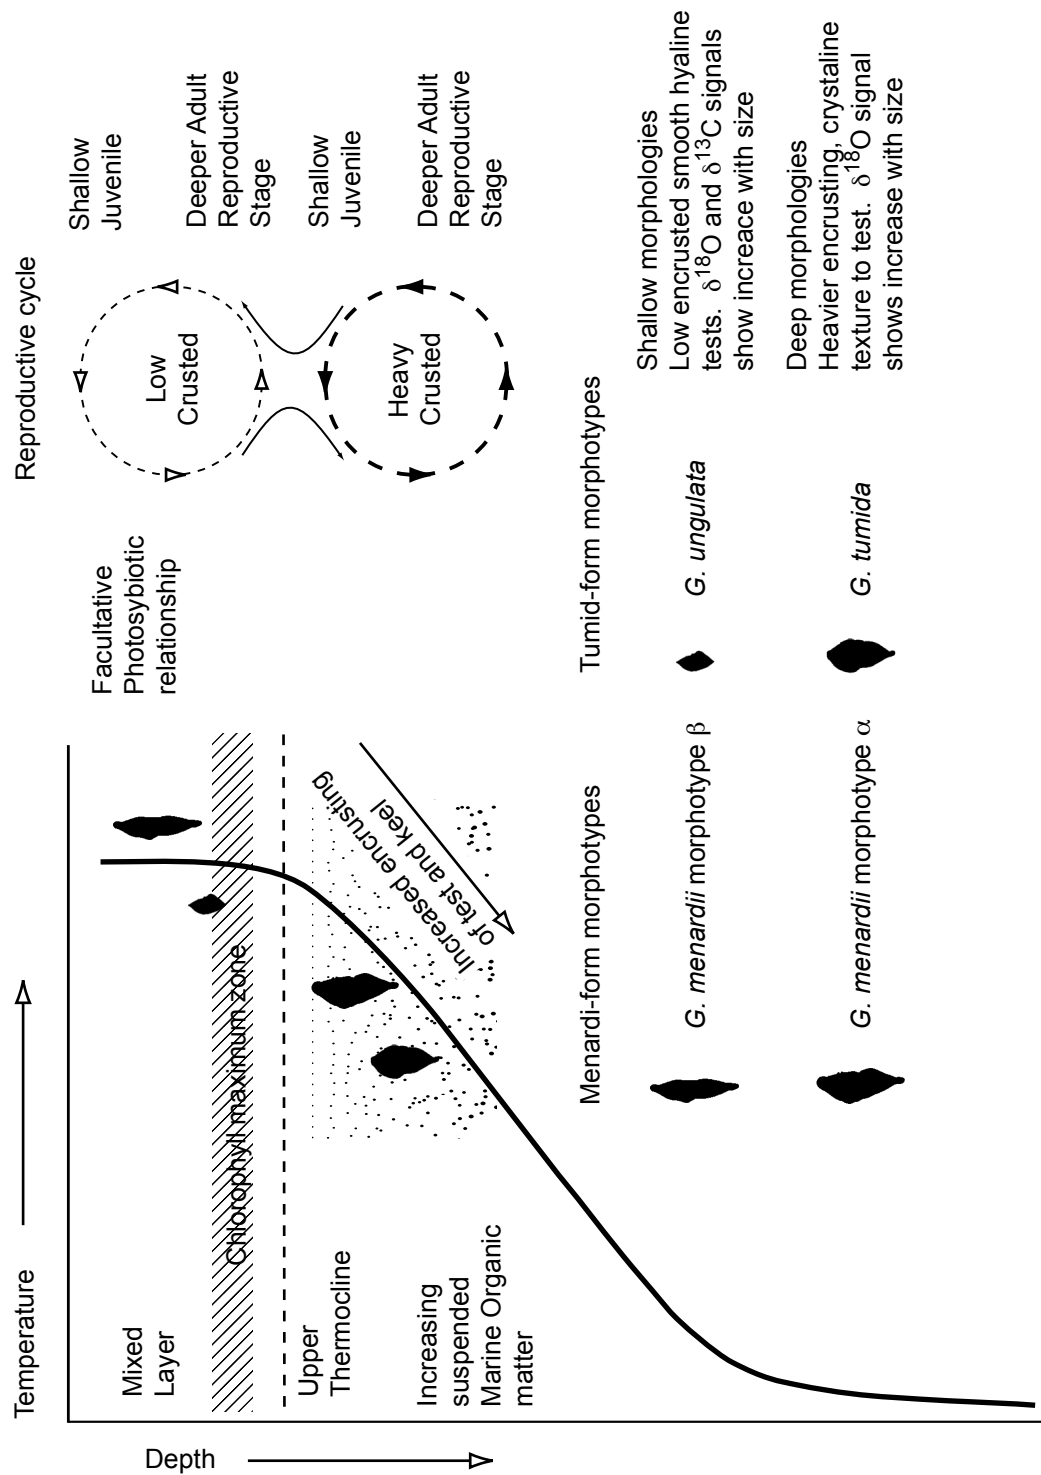 Temperature
Reproductive cycle
Mixed
Layer
Chlorophyll maximum zone
Upper
Thermocline
Increasing
suspended
Marine Organic
matter
Depth
Increased encrusting
of test and keel
Facultative
Photosybiotic
relationship
Low
Crusted
Heavy
Crusted
Shallow
Juvenile
Deeper Adult
Reproductive
Stage
Shallow
Juvenile
Deeper Adult
Reproductive
Stage
Menardi-form morphotypes
Tumid-form morphotypes
G. menardii morphotype β
G. ungulata
Shallow morphologies
Low encrusted smooth hyaline
tests. δ18O and δ13C signals
show increace with size
G. menardii morphotype α
G. tumida
Deep morphologies
Heavier encrusting, crystaline
texture to test. δ18O signal
shows increase with size